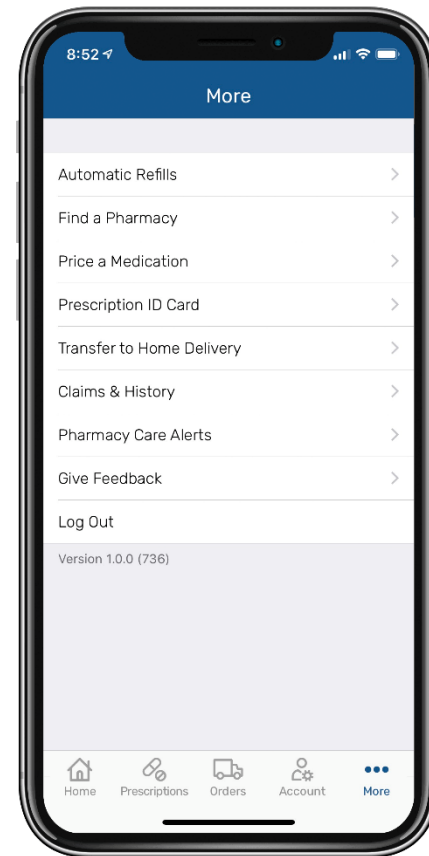 8:52
More
Automatic Refills
Find a Pharmacy
Price a Medication
Prescription ID Card
Transfer to Home Delivery
Claims & History
Pharmacy Care Alerts
Give Feedback
Log Out
Version 1.0.0 (736)
Home Prescriptions Orders Account More